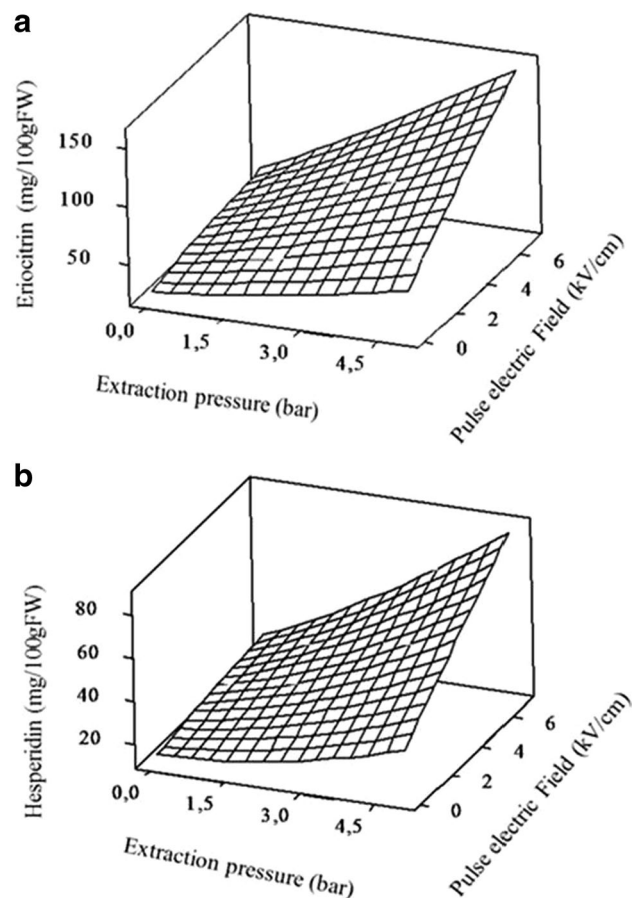 a
Eriocitrin (mg/100gFW)
150
100
50
0,0
1,5
3,0
4,5
Extraction pressure (bar)
0
2
4
6
Pulse electric Field (kV/cm)
b
Hesperidin (mg/100gFW)
80
60
40
20
0,0
1,5
3,0
4,5
Extraction pressure (bar)
0
2
4
6
Pulse electric Field (kV/cm)